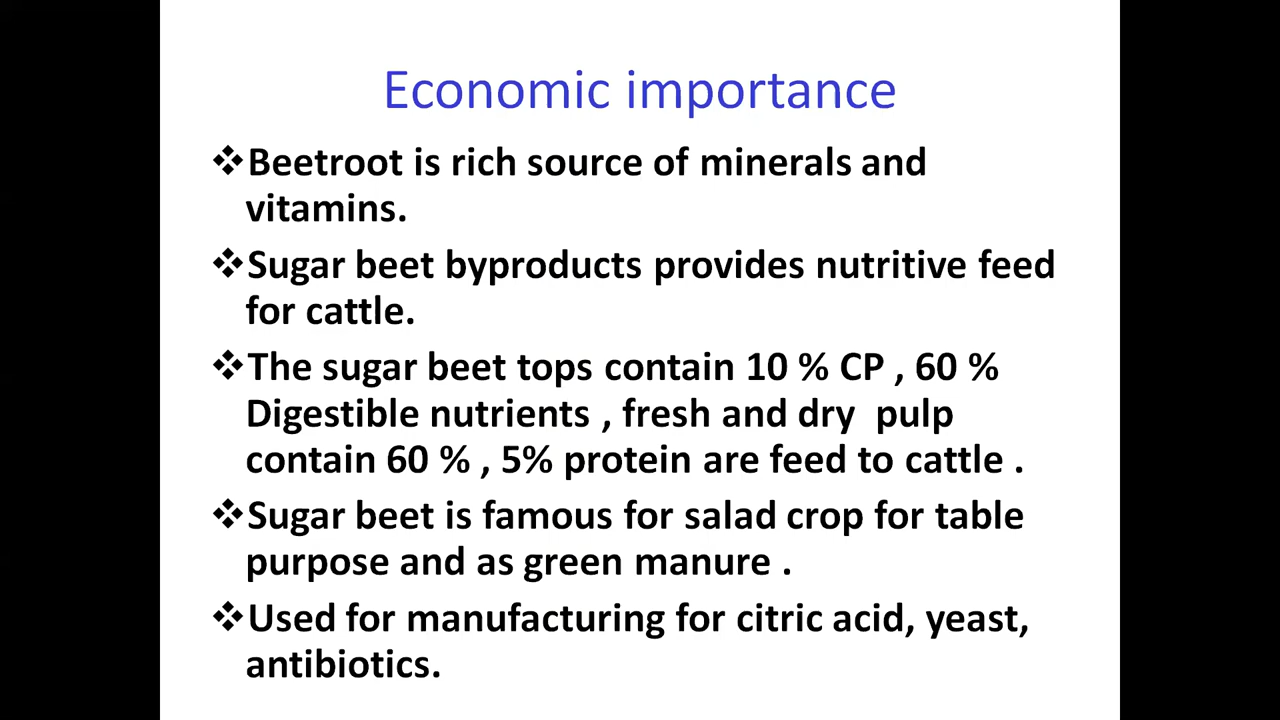 Economic importance
❖Beetroot is rich source of minerals and
vitamins.
❖Sugar beet byproducts provides nutritive feed
for cattle.
❖The sugar beet tops contain 10 % CP , 60 %
Digestible nutrients , fresh and dry  pulp
contain 60 % , 5% protein are feed to cattle .
❖Sugar beet is famous for salad crop for table
purpose and as green manure .
❖Used for manufacturing for citric acid, yeast,
antibiotics.